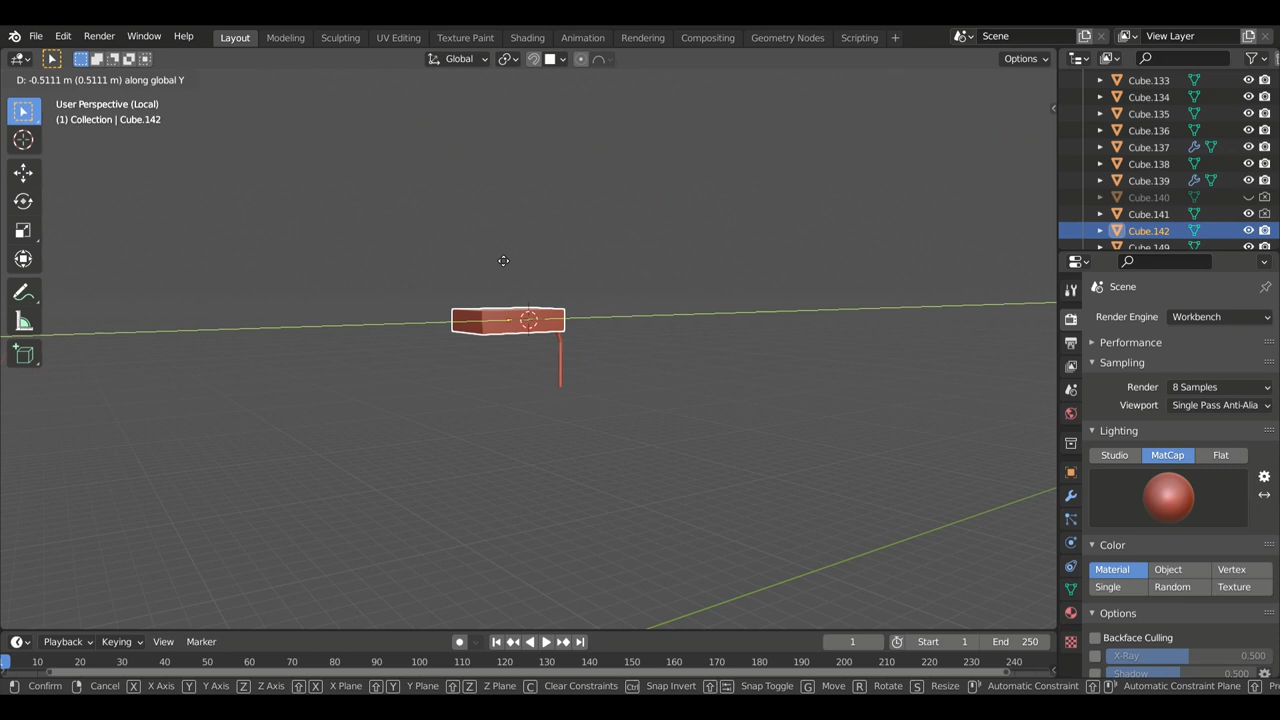 File Edit Render Window Help Layout Modeling Sculpting UV Editing Texture Paint Shading Animation Rendering Compositing Geometry Nodes Scripting + Scene View Layer
Global Options
D: -0.5111 m (0.5111 m) along global Y
User Perspective (Local)
(1) Collection | Cube.142
Cube.133
Cube.134
Cube.135
Cube.136
Cube.137
Cube.138
Cube.139
Cube.140
Cube.141
Cube.142
Cube.149
Scene
Render Engine Workbench
Performance
Sampling
Render 8 Samples
Viewport Single Pass Anti-Alia
Lighting
Studio MatCap Flat
Color
Material Object Vertex
Single Random Texture
Options
Backface Culling
X-Ray 0.500
Shadow 0.500
Playback Keying View Marker 1 Start 1 End 250
10 20 30 40 50 60 70 80 90 100 110 120 130 140 150 160 170 180 190 200 210 220 230 240
Confirm Cancel X X Axis Y Y Axis Z Z Axis X X Plane Y Y Plane Z Z Plane C Clear Constraints Ctrl Snap Invert Snap Toggle G Move R Rotate S Resize Automatic Constraint Automatic Constraint Plane